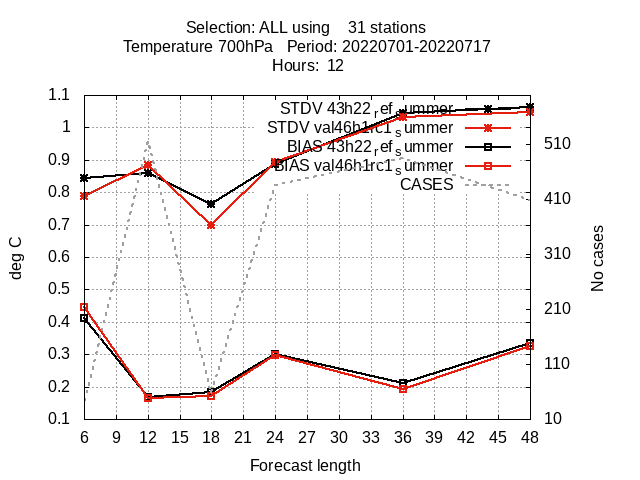 Selection: ALL using    31 stations
Temperature 700hPa   Period: 20220701-20220717
Hours: 12
STDV 43h22_ref_summer
STDV val46h1rc1_summer
BIAS 43h22_ref_summer
BIAS val46h1rc1_summer
CASES
1.1
1
0.9
0.8
0.7
0.6
0.5
0.4
0.3
0.2
0.1
deg C
510
410
310
210
110
10
No cases
6 9 12 15 18 21 24 27 30 33 36 39 42 45 48
Forecast length